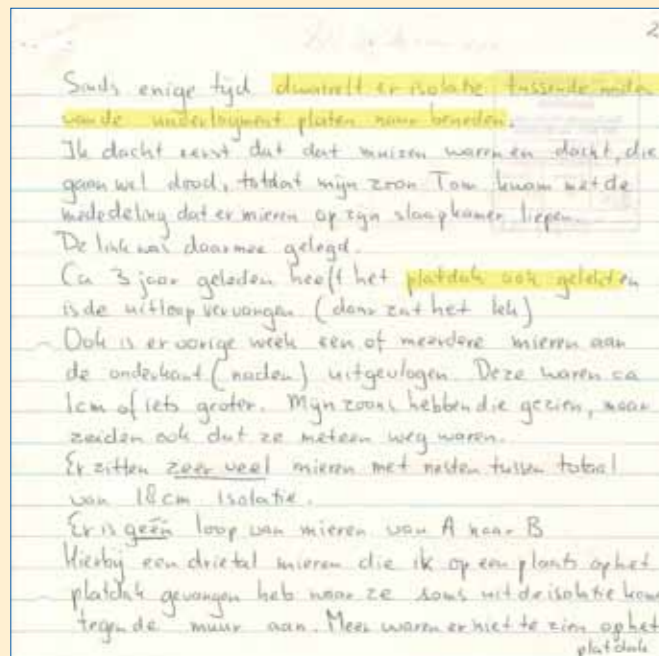 2
Sinds enige tijd dwarrelt er isolatie tussen de naden
van de underlayment platen naar beneden.
Ik dacht eerst dat dat muizen waren en dacht, die
gaan wel dood, totdat mijn zoon Tom kwam met de
mededeling dat er mieren op zijn slaapkamer liepen.
De link was daarmee gelegd.
Ca 3 jaar geleden heeft het platdak ook gelekt en
is de uitloop vervangen (daar zat het lek)
Ook is er vorige week een of meerdere mieren aan
de onderkant (naden) uitgevlogen. Deze waren ca
1cm of iets groter. Mijn zoons hebben die gezien, maar
zeiden ook dat ze meteen weg waren.
Er zitten zeer veel mieren met nesten tussen totaal
van 18cm isolatie.
Er is geen loop van mieren van A naar B
Hierbij een drietal mieren die ik op een plaats op het
platdak gevangen heb waar ze soms uit de isolatie kome
tegen de muur aan. Meer waren er niet te zien op het
platdak